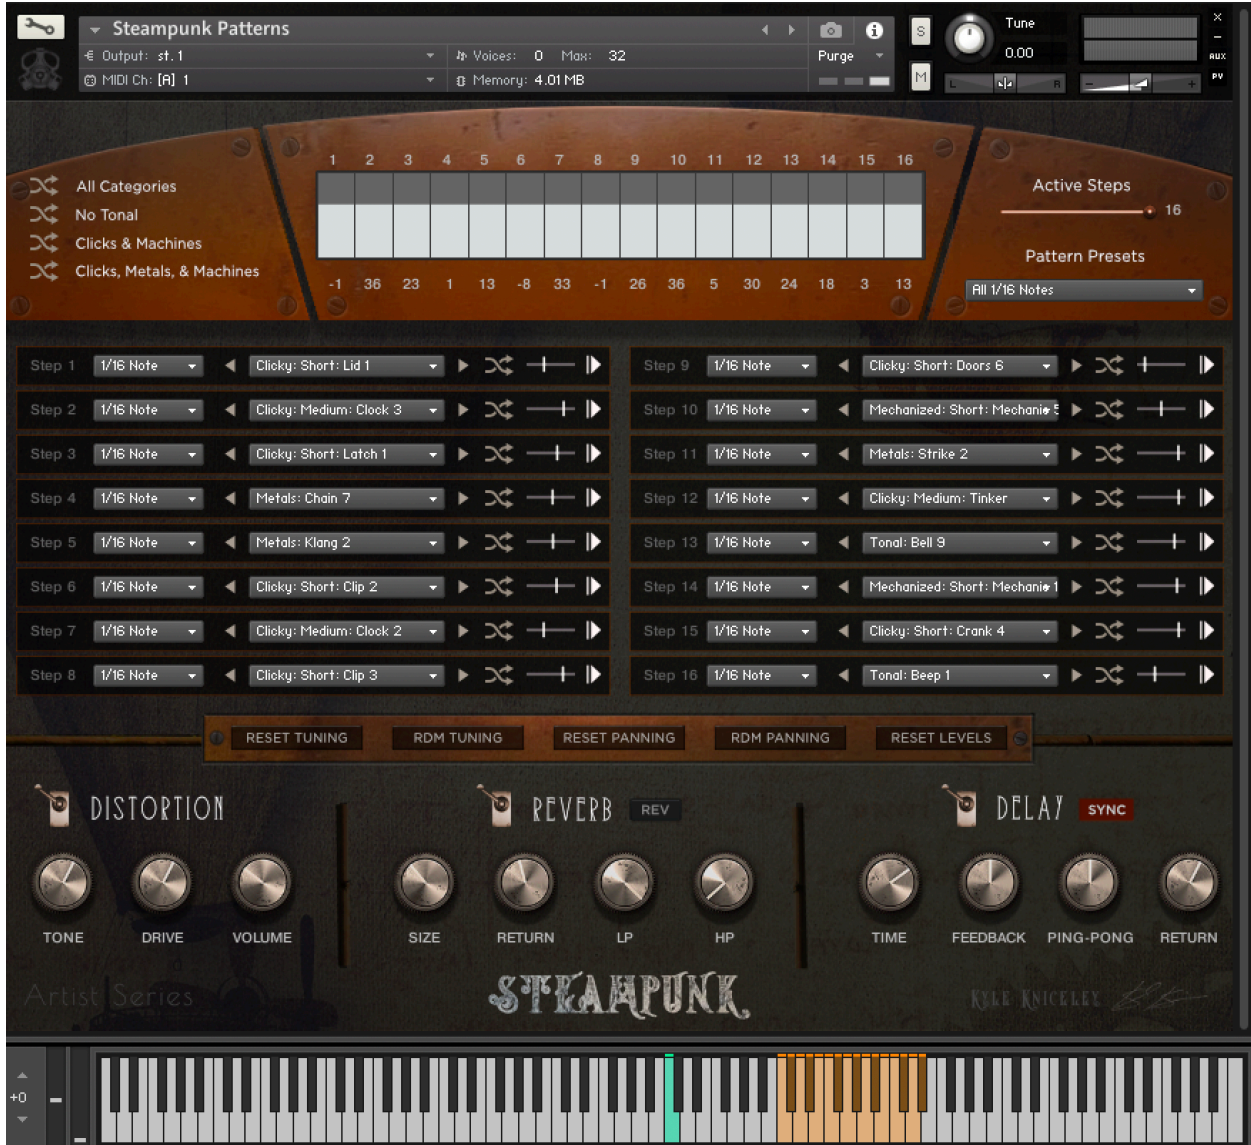 Steampunk Patterns
Output: st. 1
Voices: 0 Max: 32
Purge
MIDI Ch: [A] 1
Memory: 4.01 MB
S
M
Tune
0.00
L R
- +
×
-
AUX
PV
1 2 3 4 5 6 7 8 9 10 11 12 13 14 15 16
All Categories
No Tonal
Clicks & Machines
Clicks, Metals, & Machines
-1 36 23 1 13 -8 33 -1 26 36 5 30 24 18 3 13
Active Steps
16
Pattern Presets
All 1/16 Notes
Step 1 1/16 Note Clicky: Short: Lid 1
Step 2 1/16 Note Clicky: Medium: Clock 3
Step 3 1/16 Note Clicky: Short: Latch 1
Step 4 1/16 Note Metals: Chain 7
Step 5 1/16 Note Metals: Klang 2
Step 6 1/16 Note Clicky: Short: Clip 2
Step 7 1/16 Note Clicky: Medium: Clock 2
Step 8 1/16 Note Clicky: Short: Clip 3
Step 9 1/16 Note Clicky: Short: Doors 6
Step 10 1/16 Note Mechanized: Short: Mechanic 5
Step 11 1/16 Note Metals: Strike 2
Step 12 1/16 Note Clicky: Medium: Tinker
Step 13 1/16 Note Tonal: Bell 9
Step 14 1/16 Note Mechanized: Short: Mechanic 1
Step 15 1/16 Note Clicky: Short: Crank 4
Step 16 1/16 Note Tonal: Beep 1
RESET TUNING RDM TUNING RESET PANNING RDM PANNING RESET LEVELS
DISTORTION
TONE DRIVE VOLUME
REVERB REV
SIZE RETURN LP HP
DELAY SYNC
TIME FEEDBACK PING-PONG RETURN
Artist Series
STEAMPUNK
KYLE KNICELEY
+0